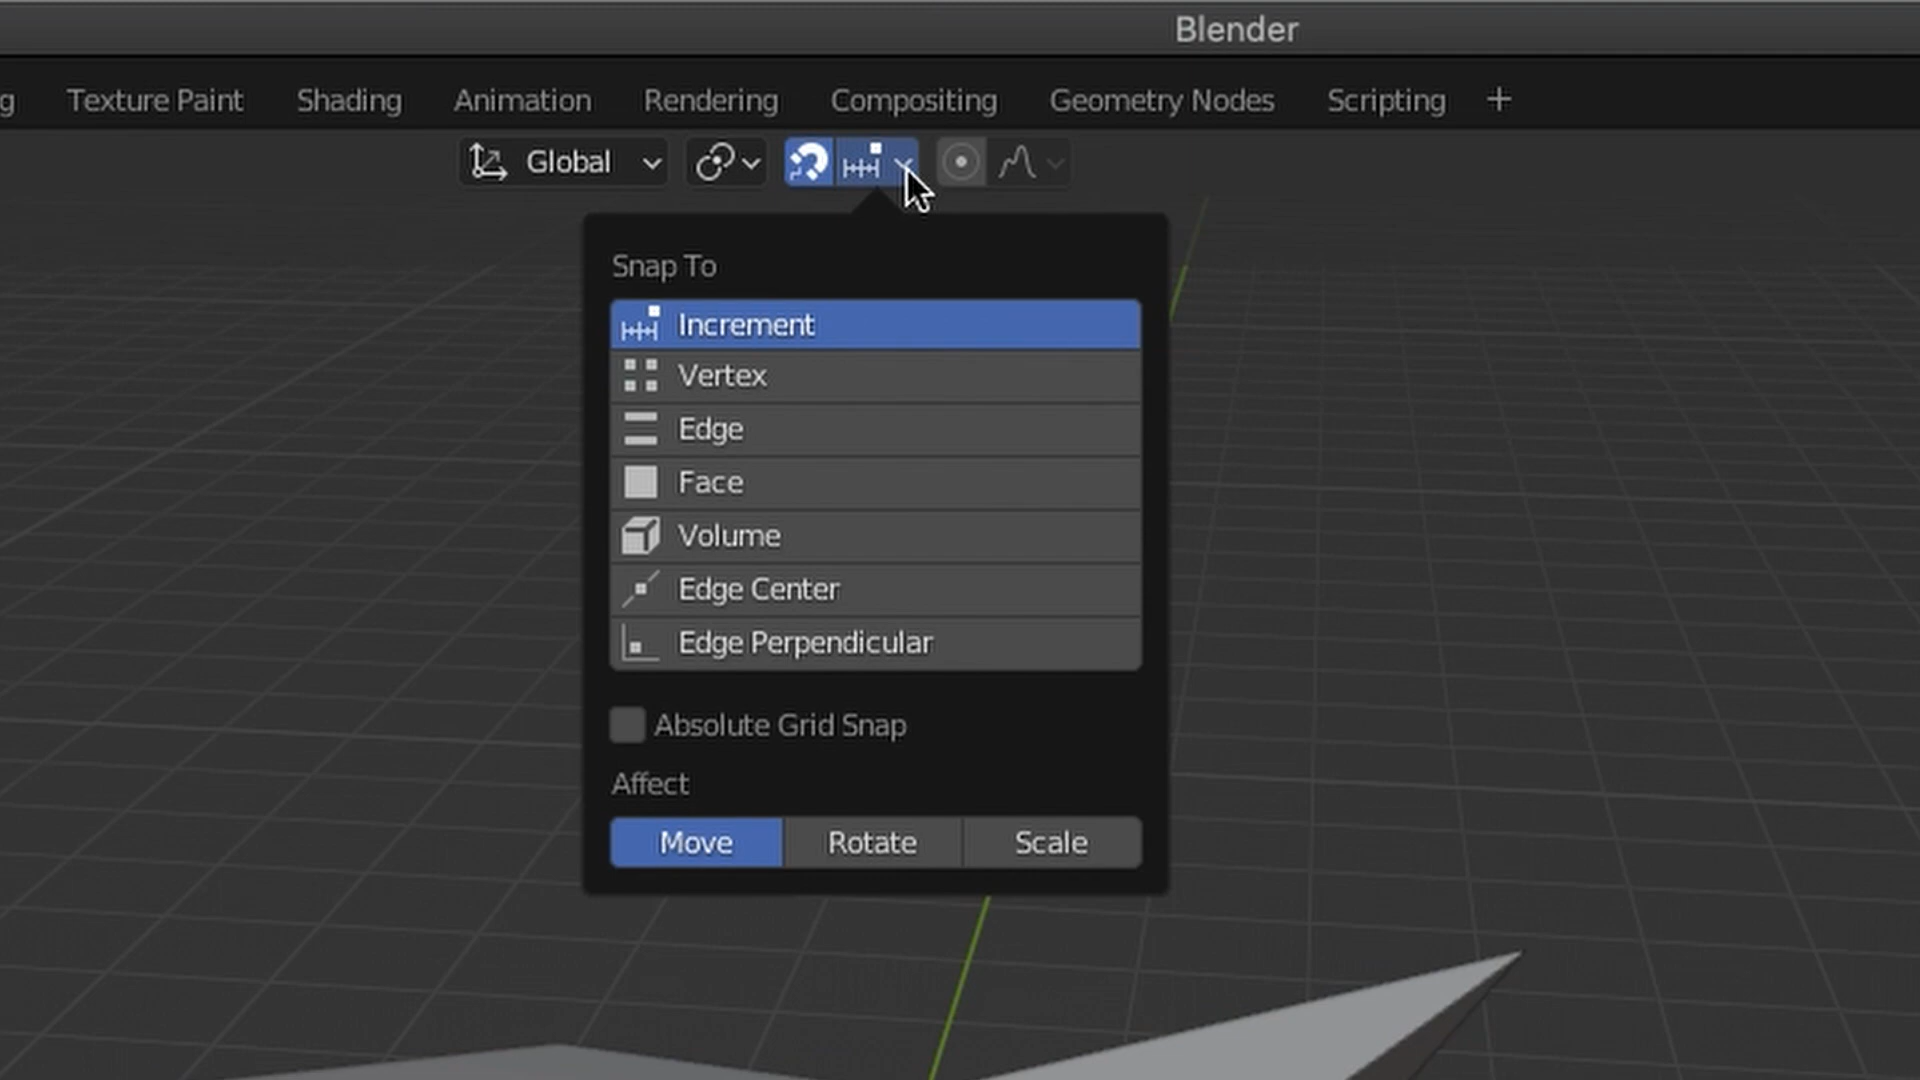 Blender
g Texture Paint Shading Animation Rendering Compositing Geometry Nodes Scripting +
Global
Snap To
Increment
Vertex
Edge
Face
Volume
Edge Center
Edge Perpendicular
Absolute Grid Snap
Affect
Move Rotate Scale